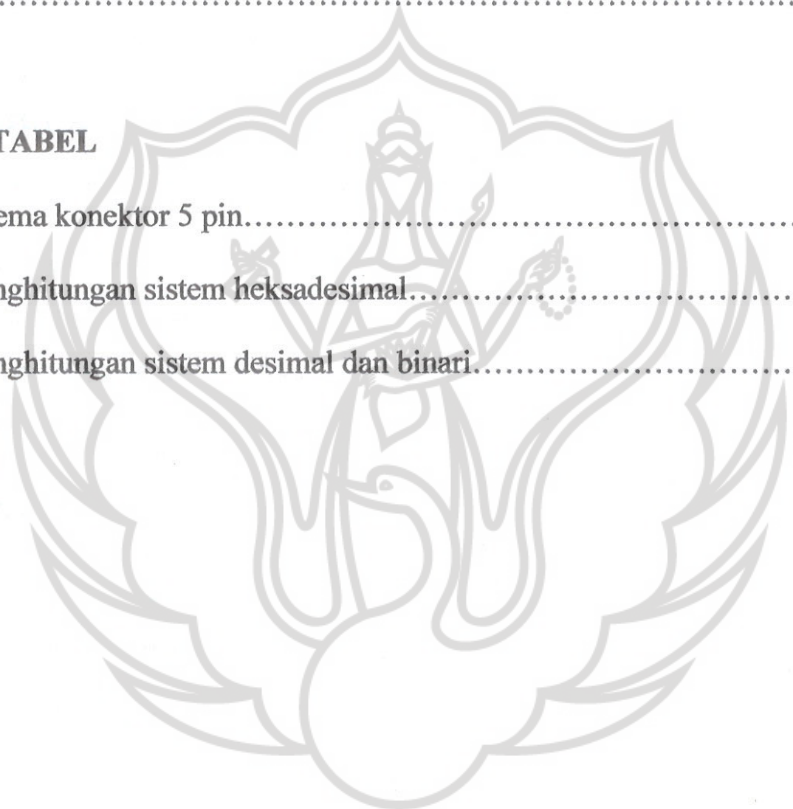 TABEL
ema konektor 5 pin........................................................
nghitungan sistem heksadesimal........................................
nghitungan sistem desimal dan binari.................................